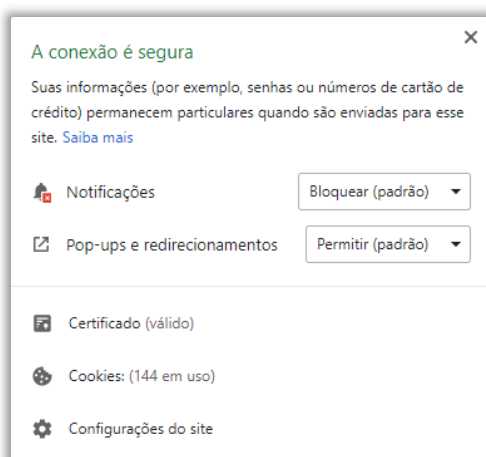 A conexão é segura
Suas informações (por exemplo, senhas ou números de cartão de
crédito) permanecem particulares quando são enviadas para esse
site. Saiba mais
Notificações Bloquear (padrão)
Pop-ups e redirecionamentos Permitir (padrão)
Certificado (válido)
Cookies: (144 em uso)
Configurações do site